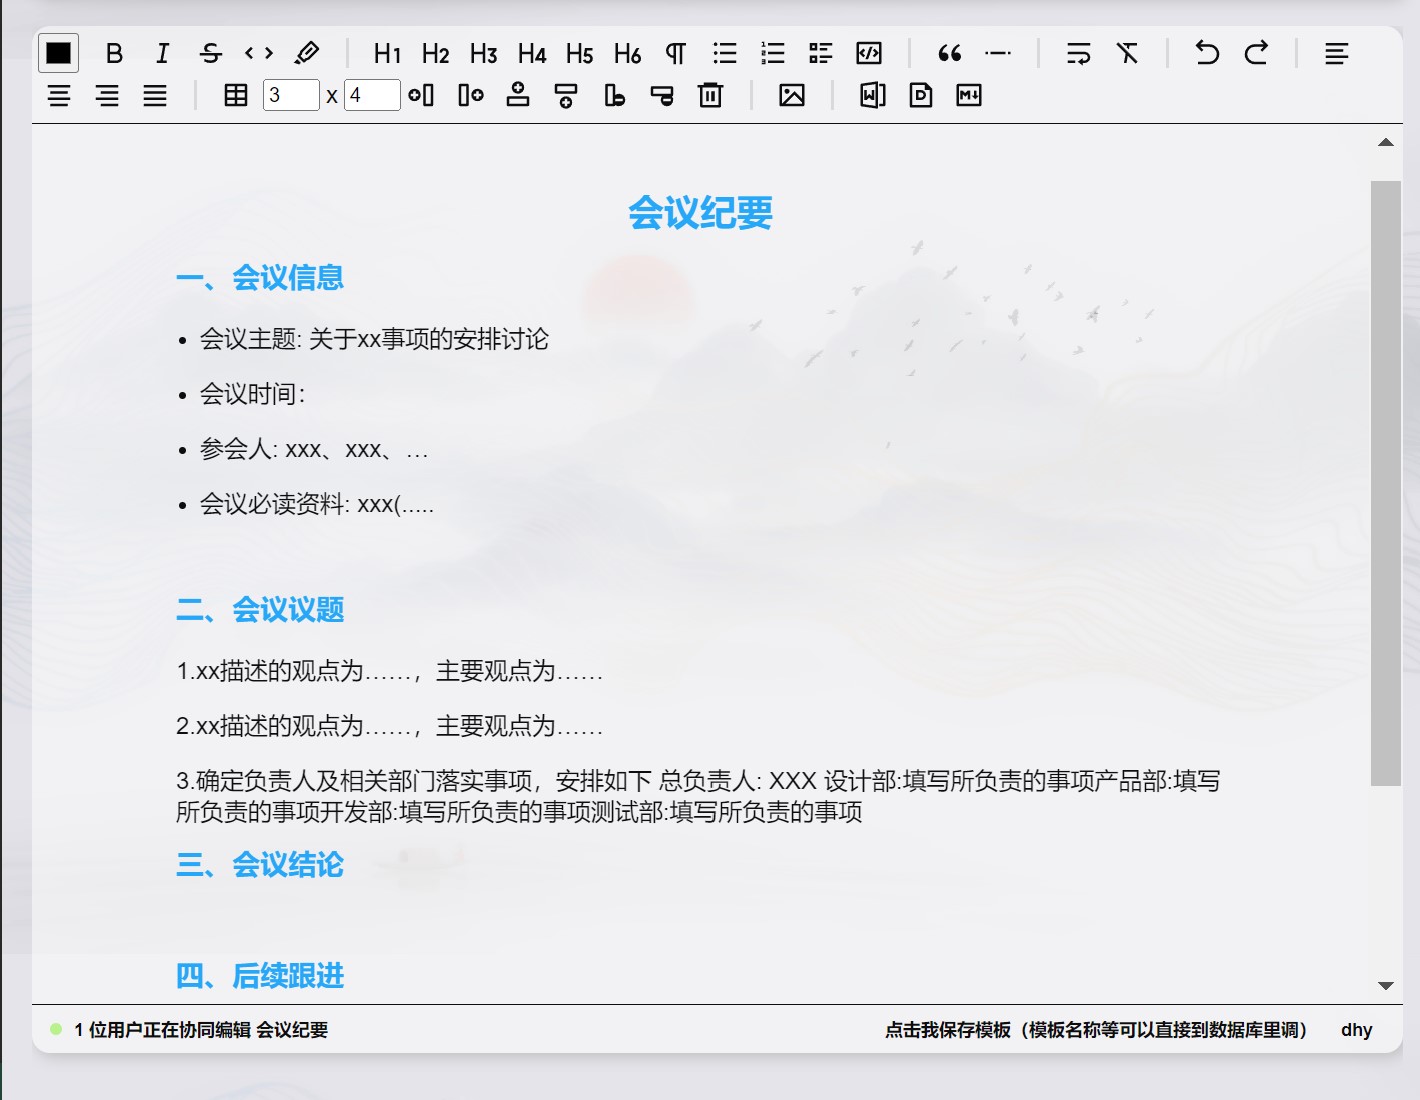 B I S <> H1 H2 H3 H4 H5 H6
3 x 4
会议纪要
一、会议信息
• 会议主题: 关于xx事项的安排讨论
• 会议时间:
• 参会人: xxx、xxx、…
• 会议必读资料: xxx(.....
二、会议议题
1.xx描述的观点为……，主要观点为……
2.xx描述的观点为……，主要观点为……
3.确定负责人及相关部门落实事项，安排如下 总负责人: XXX 设计部:填写所负责的事项产品部:填写
所负责的事项开发部:填写所负责的事项测试部:填写所负责的事项
三、会议结论
四、后续跟进
1 位用户正在协同编辑 会议纪要
点击我保存模板（模板名称等可以直接到数据库里调） dhy